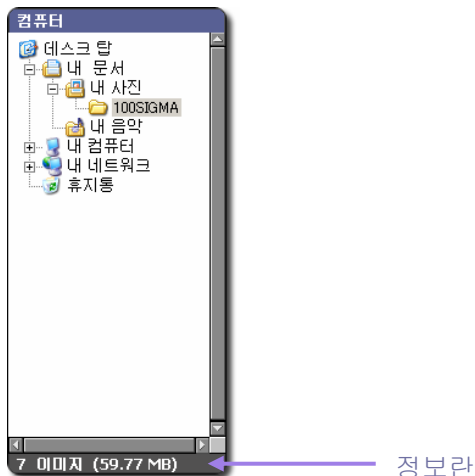 컴퓨터
데스크 탑
내 문서
내 사진
100SIGMA
내 음악
내 컴퓨터
내 네트워크
휴지통
7 이미지 (59.77 MB)
정보란